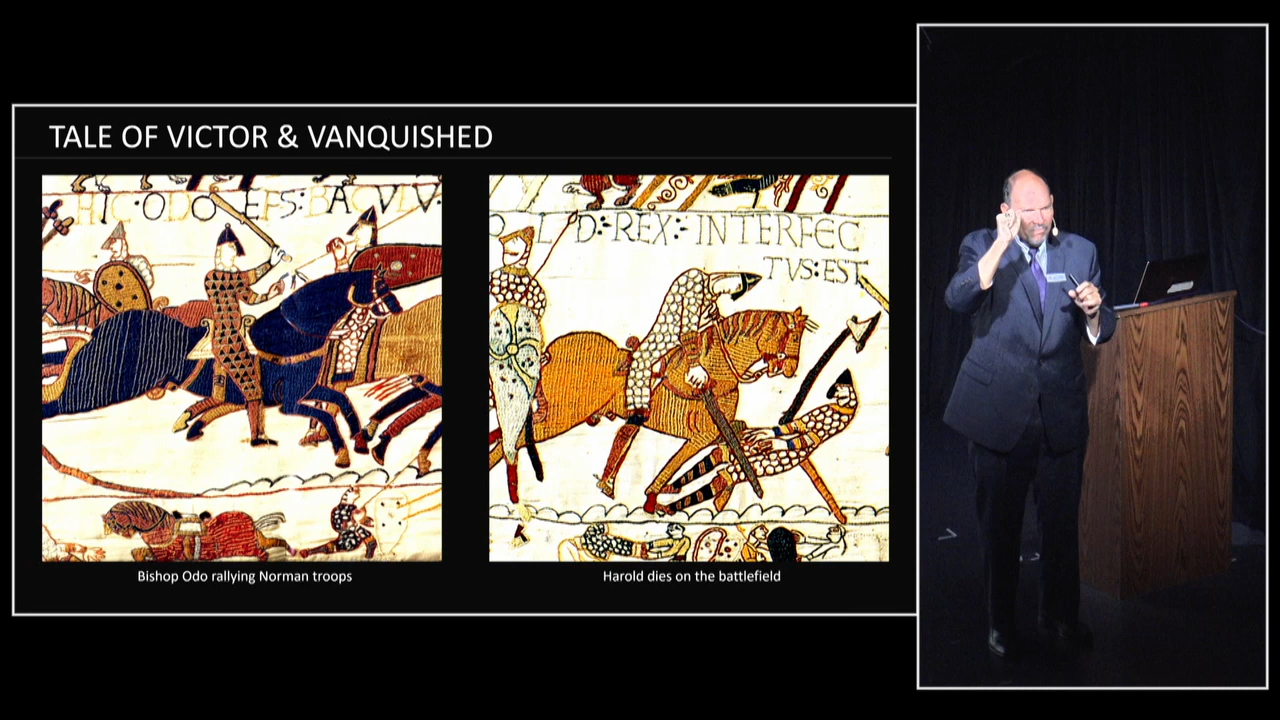 TALE OF VICTOR & VANQUISHED
HIC·ODO EPS: BACVLV·
D:·REX:·INTERFEC
TVS:EST
Bishop Odo rallying Norman troops
Harold dies on the battlefield